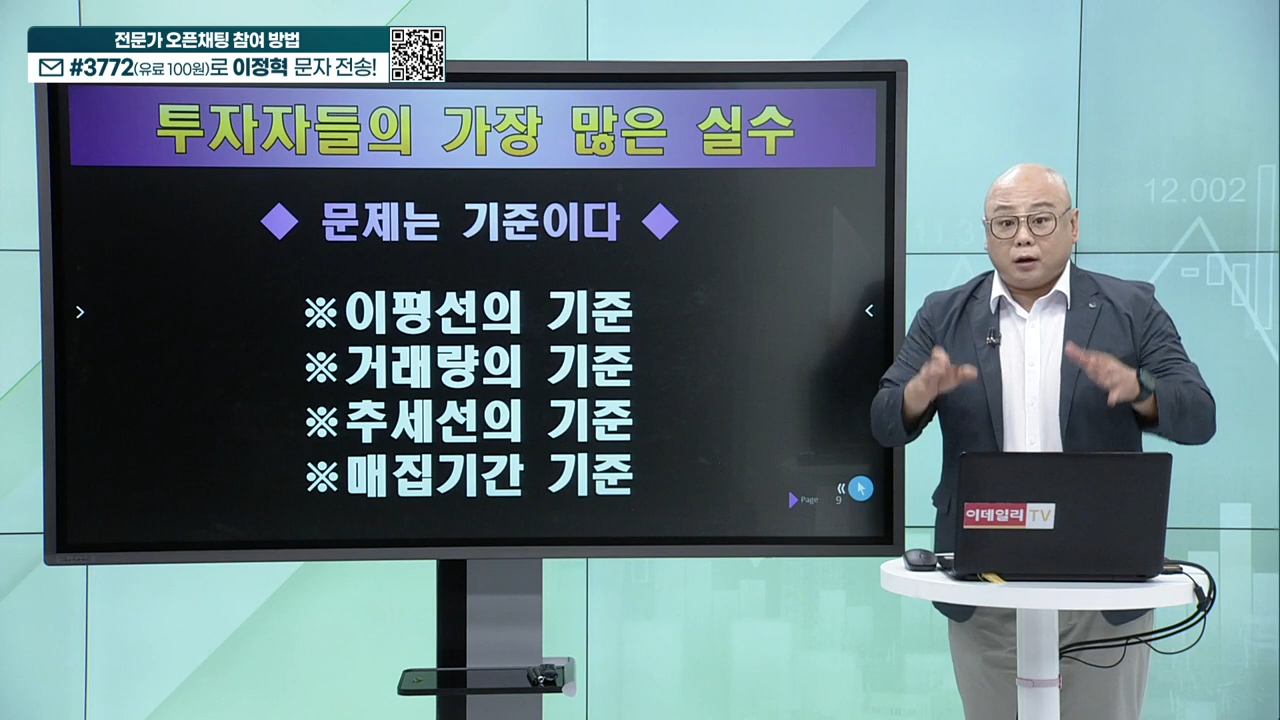 전문가 오픈채팅 참여 방법
#3772(유료 100원)로 이정혁 문자 전송!
투자자들의 가장 많은 실수
◆ 문제는 기준이다 ◆
※이평선의 기준
※거래량의 기준
※추세선의 기준
※매집기간 기준
Page
9
12.002
이데일리 TV